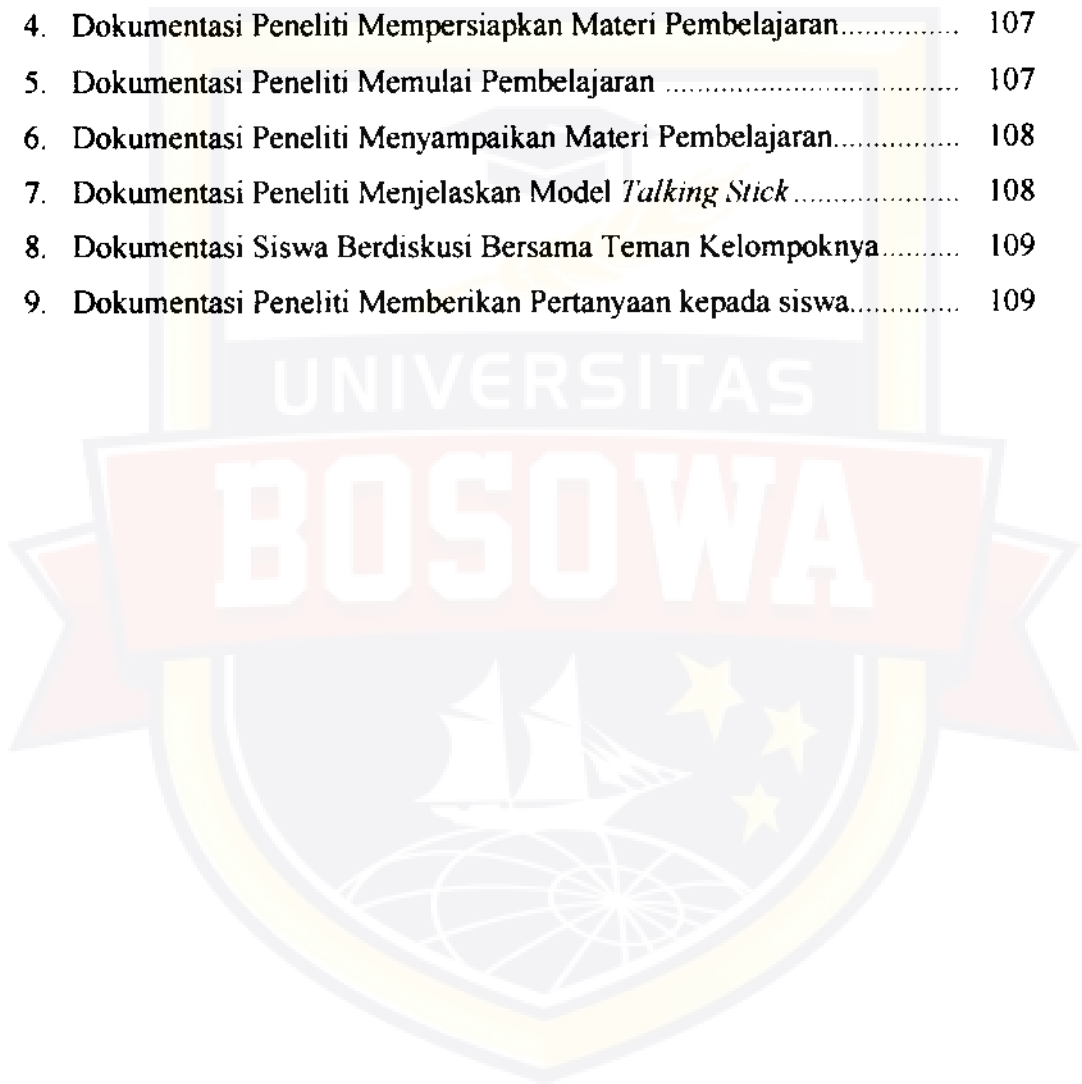 4. Dokumentasi Peneliti Mempersiapkan Materi Pembelajaran............... 107
5. Dokumentasi Peneliti Memulai Pembelajaran ..................................... 107
6. Dokumentasi Peneliti Menyampaikan Materi Pembelajaran................ 108
7. Dokumentasi Peneliti Menjelaskan Model Talking Stick ..................... 108
8. Dokumentasi Siswa Berdiskusi Bersama Teman Kelompoknya.......... 109
9. Dokumentasi Peneliti Memberikan Pertanyaan kepada siswa.............. 109
UNIVERSITAS
BOSOWA